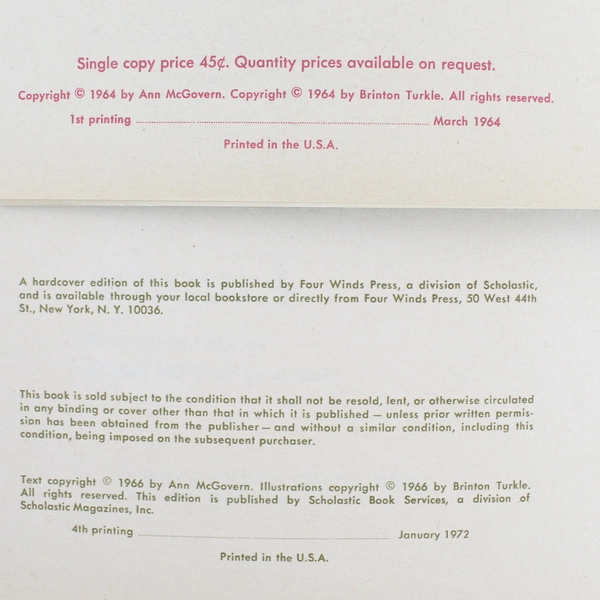 Single copy price 45¢. Quantity prices available on request.
Copyright © 1964 by Ann McGovern. Copyright © 1964 by Brinton Turkle. All rights reserved.
1st printing ........................................ March 1964
Printed in the U.S.A.
A hardcover edition of this book is published by Four Winds Press, a division of Scholastic,
and is available through your local bookstore or directly from Four Winds Press, 50 West 44th
St., New York, N. Y. 10036.
This book is sold subject to the condition that it shall not be resold, lent, or otherwise circulated
in any binding or cover other than that in which it is published — unless prior written permis-
sion has been obtained from the publisher — and without a similar condition, including this
condition, being imposed on the subsequent purchaser.
Text copyright © 1966 by Ann McGovern. Illustrations copyright © 1966 by Brinton Turkle.
All rights reserved. This edition is published by Scholastic Book Services, a division of
Scholastic Magazines, Inc.
4th printing ........................................ January 1972
Printed in the U.S.A.